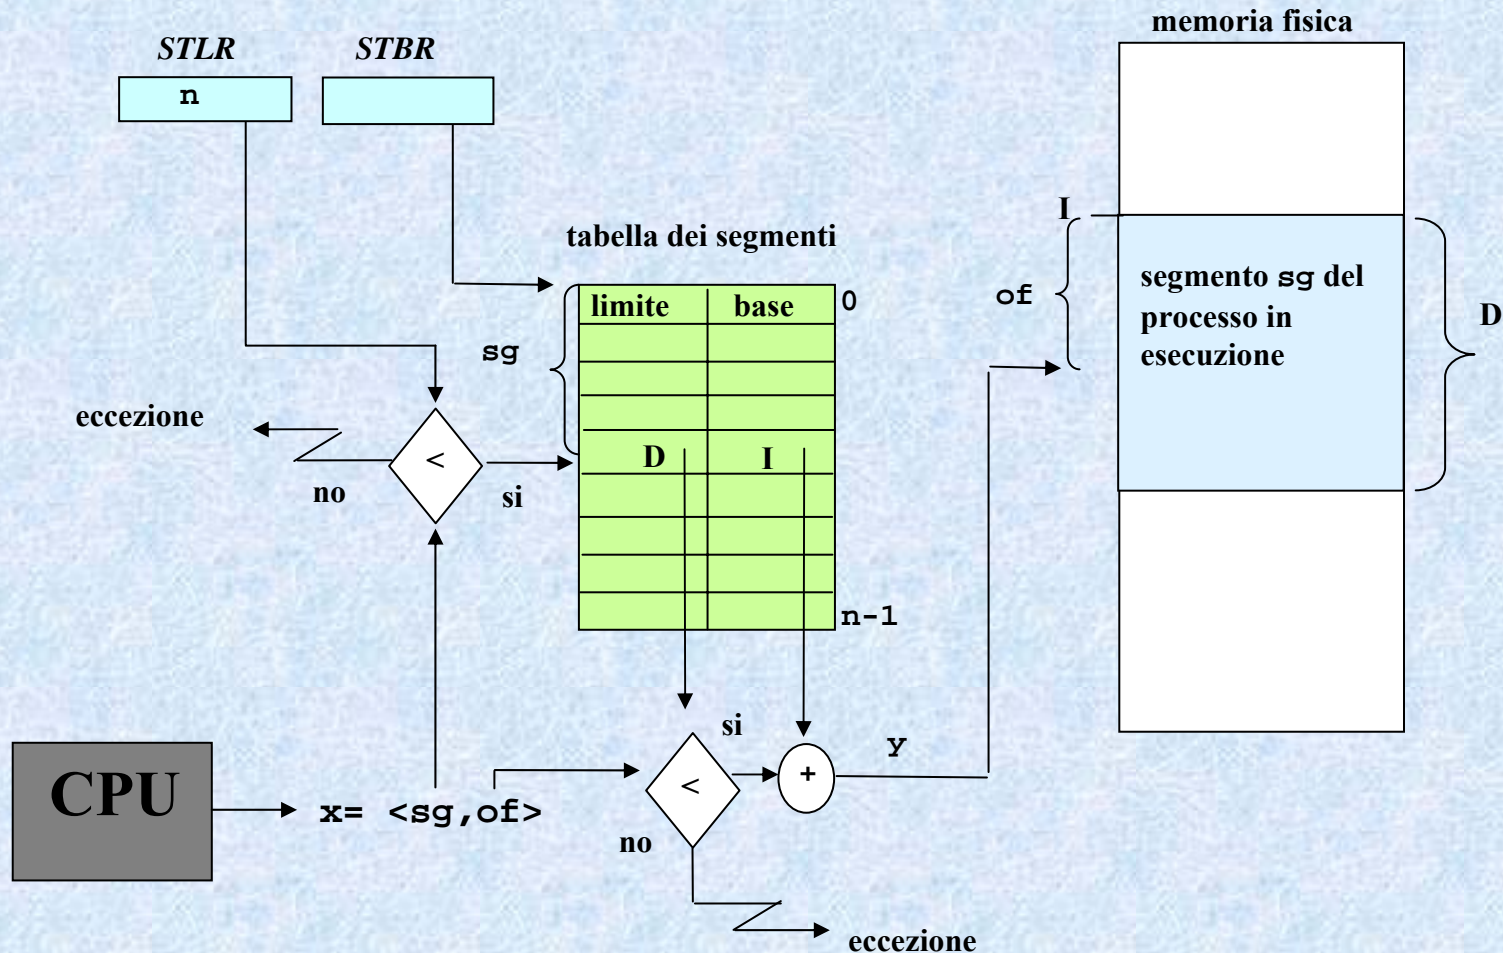 memoria fisica
STLR
STBR
n
I
tabella dei segmenti
limite
base
0
segmento sg del
processo in
esecuzione
of
D
sg
eccezione
<
no
si
D
I
n-1
si
y
CPU
x= <sg,of>
<
+
no
eccezione